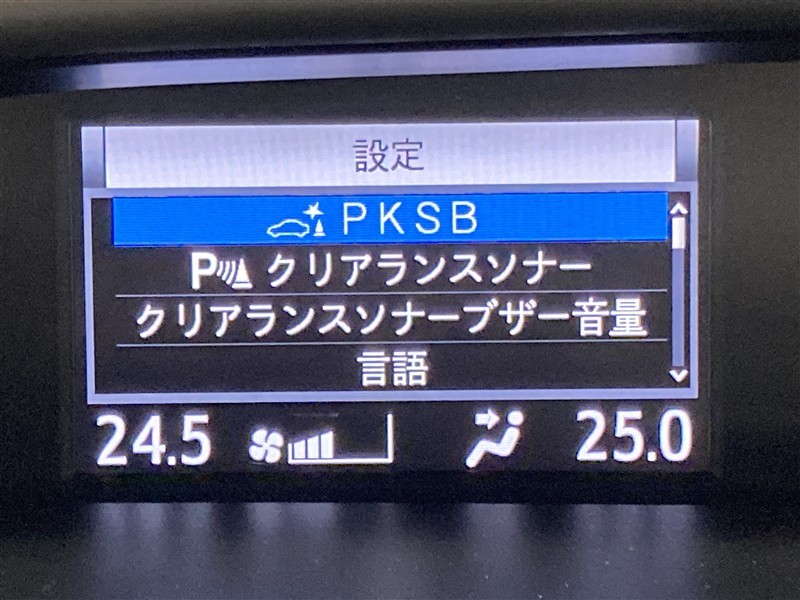 設定
PKSB
P クリアランスソナー
クリアランスソナーブザー音量
言語
24.5 25.0